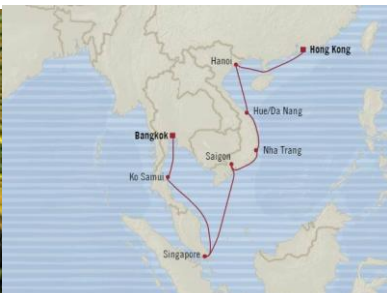 Hong Kong
Hanoi
Hue/Da Nang
Bangkok
Nha Trang
Saigon
Ko Samui
Singapore